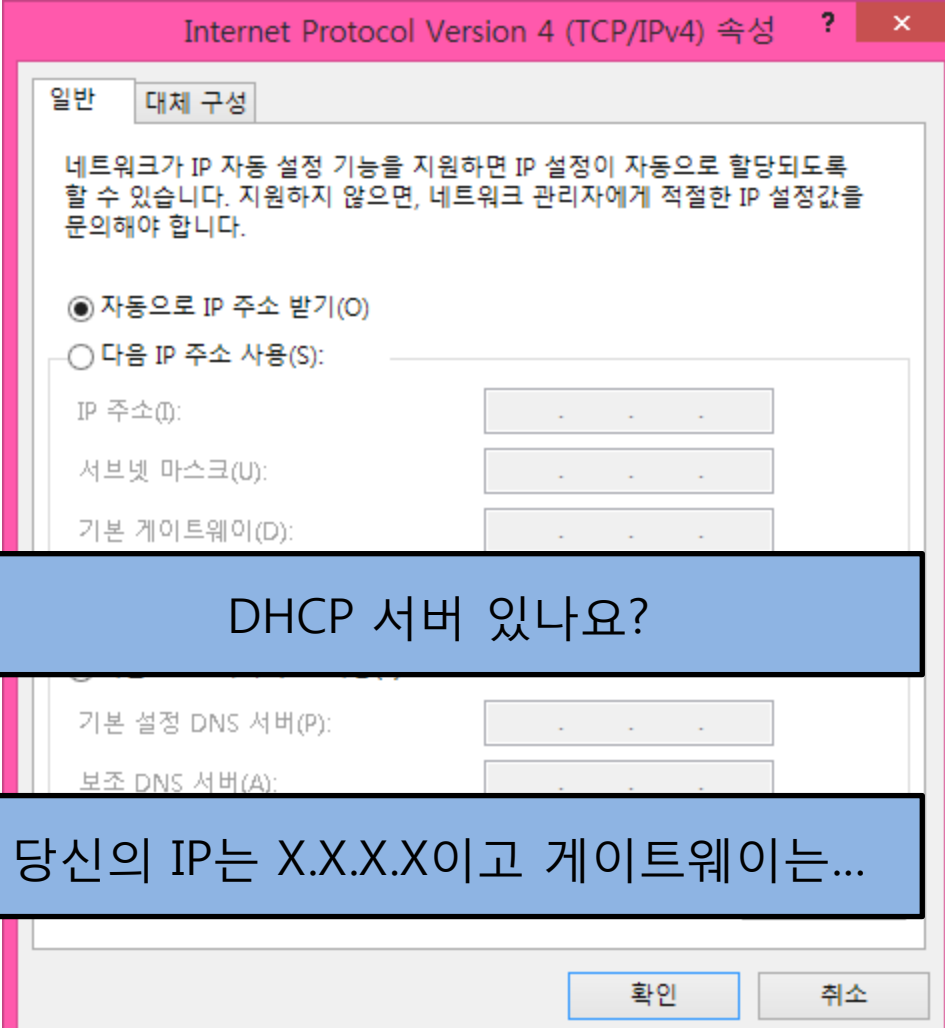 Internet Protocol Version 4 (TCP/IPv4) 속성
일반
대체 구성
네트워크가 IP 자동 설정 기능을 지원하면 IP 설정이 자동으로 할당되도록
할 수 있습니다. 지원하지 않으면, 네트워크 관리자에게 적절한 IP 설정값을
문의해야 합니다.
자동으로 IP 주소 받기(O)
다음 IP 주소 사용(S):
IP 주소(I):
서브넷 마스크(U):
기본 게이트웨이(D):
DHCP 서버 있나요?
기본 설정 DNS 서버(P):
보조 DNS 서버(A):
당신의 IP는 X.X.X.X이고 게이트웨이는...
확인
취소